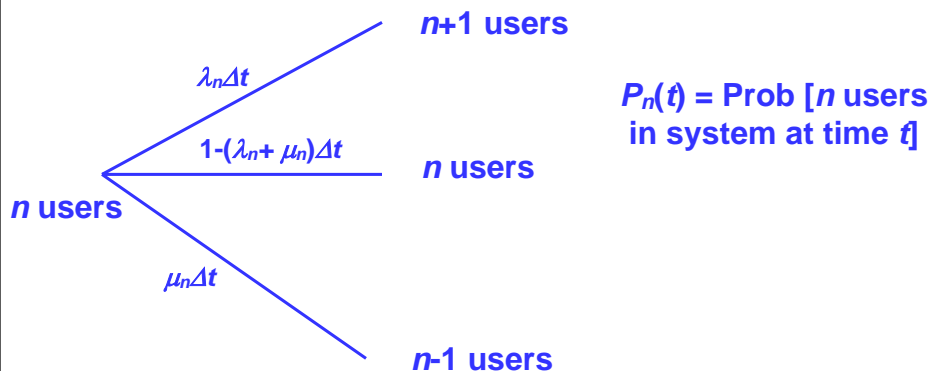 n+1 users
λnΔt
Pn(t) = Prob [n users
in system at time t]
1-(λn+ μn)Δt
n users
n users
μnΔt
n-1 users